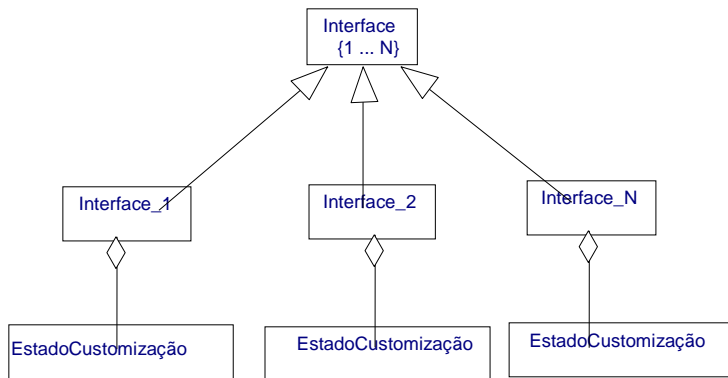 Interface
{1 ... N}
Interface_1
Interface_2
Interface_N
EstadoCustomização
EstadoCustomização
EstadoCustomização